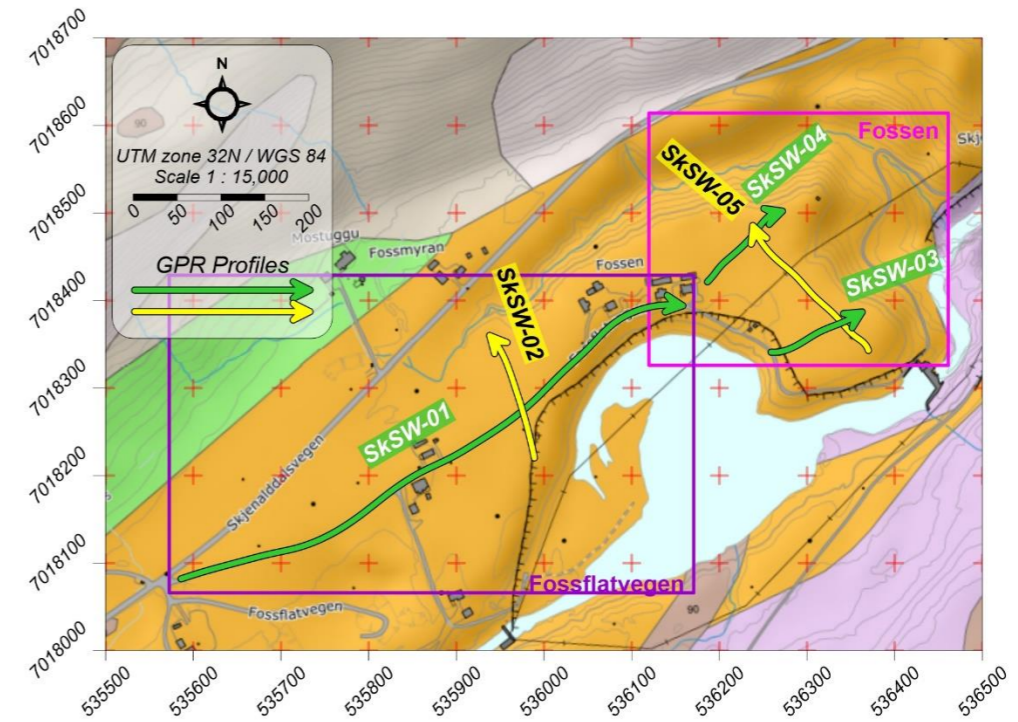 7018700
7018600
7018500
7018400
7018300
7018200
7018100
7018000
N
UTM zone 32N / WGS 84
Scale 1 : 15,000
0 50 100 150 200
GPR Profiles
90
Mostuggu
Fossmyran
Fossen
SkSW-05
SkSW-04
Fossen
Skj
SkSW-03
SkSW-02
SkSW-01
Skjenalddalsvegen
Fossflatvegen
Fossflatvegen
90
535500 535600 535700 535800 535900 536000 536100 536200 536300 536400 536500